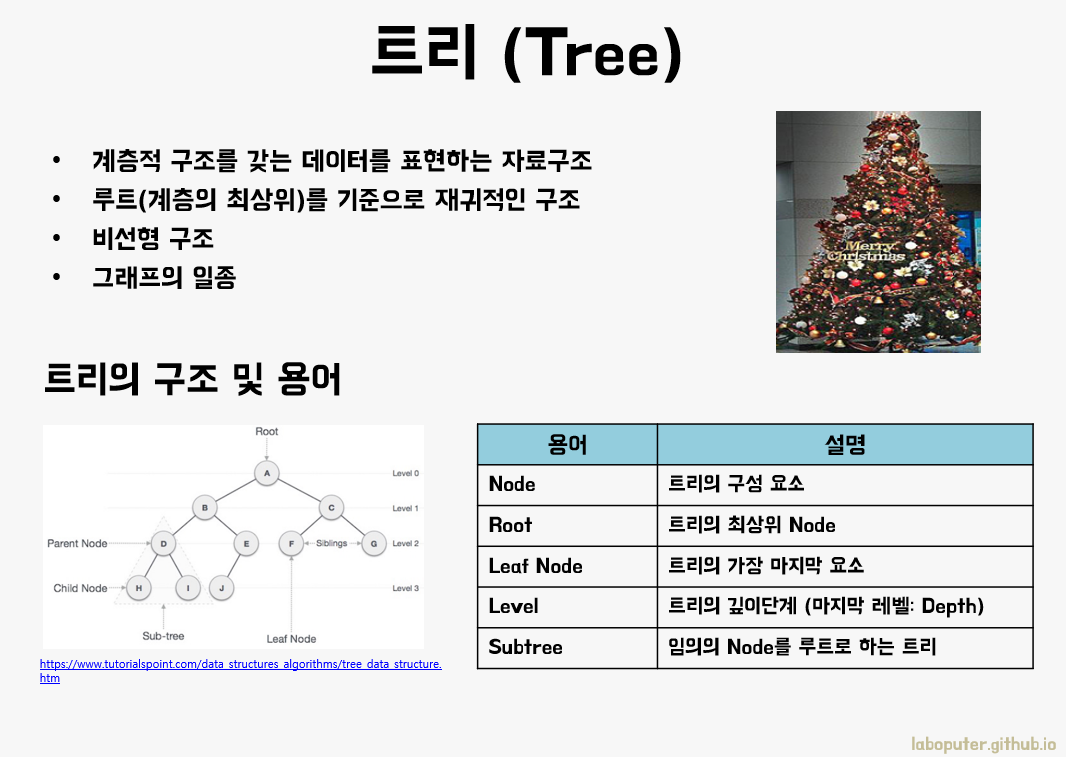 트리 (Tree)
• 계층적 구조를 갖는 데이터를 표현하는 자료구조
• 루트(계층의 최상위)를 기준으로 재귀적인 구조
• 비선형 구조
• 그래프의 일종
Merry
Christmas
트리의 구조 및 용어
Root
A
Level 0
B
C
Level 1
Parent Node
D
E
F
Siblings
G
Level 2
Child Node
H
I
J
Level 3
Sub-tree
Leaf Node
https://www.tutorialspoint.com/data_structures_algorithms/tree_data_structure.
htm
용어 설명
Node 트리의 구성 요소
Root 트리의 최상위 Node
Leaf Node 트리의 가장 마지막 요소
Level 트리의 깊이단계 (마지막 레벨: Depth)
Subtree 임의의 Node를 루트로 하는 트리
laboputer.github.io